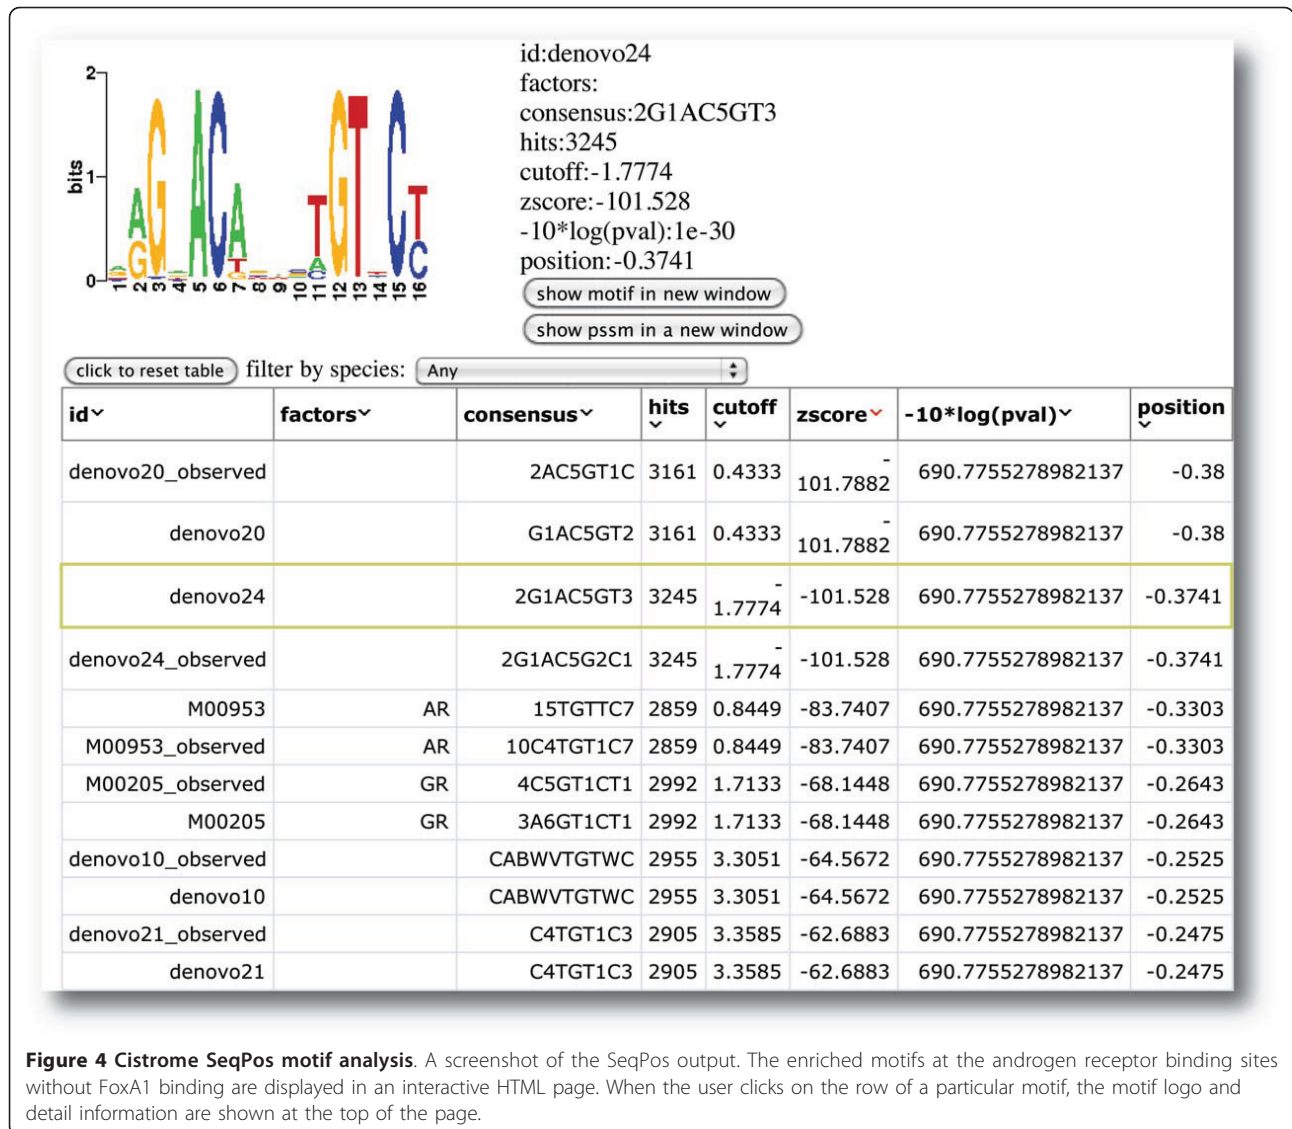 id:denovo24
factors:
consensus:2G1AC5GT3
hits:3245
cutoff:-1.7774
zscore:-101.528
-10*log(pval):1e-30
position:-0.3741
show motif in new window
show pssm in a new window
2
bits
1
0
1 2 3 4 5 6 7 8 9 10 11 12 13 14 15 16
click to reset table filter by species: Any
id factors consensus hits cutoff zscore -10*log(pval) position
denovo20_observed 2AC5GT1C 3161 0.4333 -101.7882 690.7755278982137 -0.38
denovo20 G1AC5GT2 3161 0.4333 -101.7882 690.7755278982137 -0.38
denovo24 2G1AC5GT3 3245 -1.7774 -101.528 690.7755278982137 -0.3741
denovo24_observed 2G1AC5G2C1 3245 -1.7774 -101.528 690.7755278982137 -0.3741
M00953 AR 15TGTTC7 2859 0.8449 -83.7407 690.7755278982137 -0.3303
M00953_observed AR 10C4TGT1C7 2859 0.8449 -83.7407 690.7755278982137 -0.3303
M00205_observed GR 4C5GT1CT1 2992 1.7133 -68.1448 690.7755278982137 -0.2643
M00205 GR 3A6GT1CT1 2992 1.7133 -68.1448 690.7755278982137 -0.2643
denovo10_observed CABWVTGTWC 2955 3.3051 -64.5672 690.7755278982137 -0.2525
denovo10 CABWVTGTWC 2955 3.3051 -64.5672 690.7755278982137 -0.2525
denovo21_observed C4TGT1C3 2905 3.3585 -62.6883 690.7755278982137 -0.2475
denovo21 C4TGT1C3 2905 3.3585 -62.6883 690.7755278982137 -0.2475
Figure 4 Cistrome SeqPos motif analysis. A screenshot of the SeqPos output. The enriched motifs at the androgen receptor binding sites
without FoxA1 binding are displayed in an interactive HTML page. When the user clicks on the row of a particular motif, the motif logo and
detail information are shown at the top of the page.